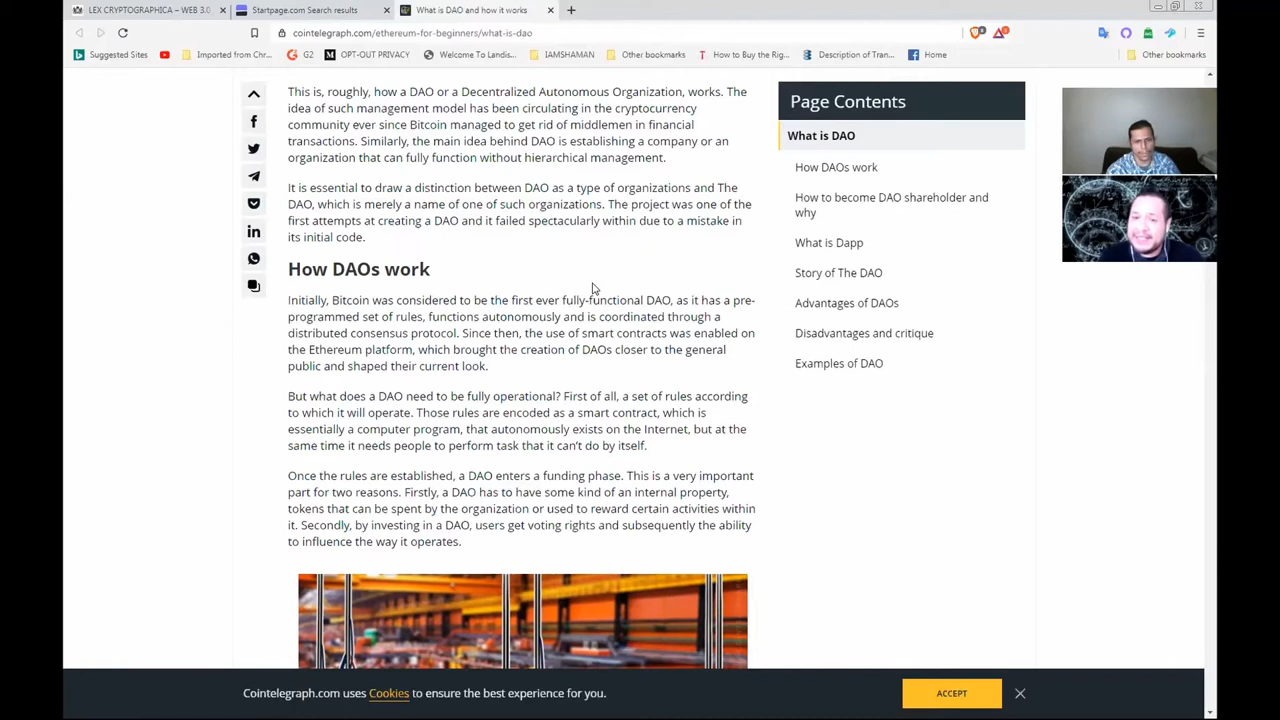 LEX CRYPTOGRAPHICA – WEB 3.0
Startpage.com Search results
What is DAO and how it works
cointelegraph.com/ethereum-for-beginners/what-is-dao
Suggested Sites
Imported from Chr...
G2
OPT-OUT PRIVACY
Welcome To Landis...
IAMSHAMAN
Other bookmarks
How to Buy the Rig...
Description of Tran...
Home
Other bookmarks
This is, roughly, how a DAO or a Decentralized Autonomous Organization, works. The
idea of such management model has been circulating in the cryptocurrency
community ever since Bitcoin managed to get rid of middlemen in financial
transactions. Similarly, the main idea behind DAO is establishing a company or an
organization that can fully function without hierarchical management.
It is essential to draw a distinction between DAO as a type of organizations and The
DAO, which is merely a name of one of such organizations. The project was one of the
first attempts at creating a DAO and it failed spectacularly within due to a mistake in
its initial code.
How DAOs work
Initially, Bitcoin was considered to be the first ever fully-functional DAO, as it has a pre-
programmed set of rules, functions autonomously and is coordinated through a
distributed consensus protocol. Since then, the use of smart contracts was enabled on
the Ethereum platform, which brought the creation of DAOs closer to the general
public and shaped their current look.
But what does a DAO need to be fully operational? First of all, a set of rules according
to which it will operate. Those rules are encoded as a smart contract, which is
essentially a computer program, that autonomously exists on the Internet, but at the
same time it needs people to perform task that it can't do by itself.
Once the rules are established, a DAO enters a funding phase. This is a very important
part for two reasons. Firstly, a DAO has to have some kind of an internal property,
tokens that can be spent by the organization or used to reward certain activities within
it. Secondly, by investing in a DAO, users get voting rights and subsequently the ability
to influence the way it operates.
Page Contents
What is DAO
How DAOs work
How to become DAO shareholder and
why
What is Dapp
Story of The DAO
Advantages of DAOs
Disadvantages and critique
Examples of DAO
Cointelegraph.com uses Cookies to ensure the best experience for you.
ACCEPT